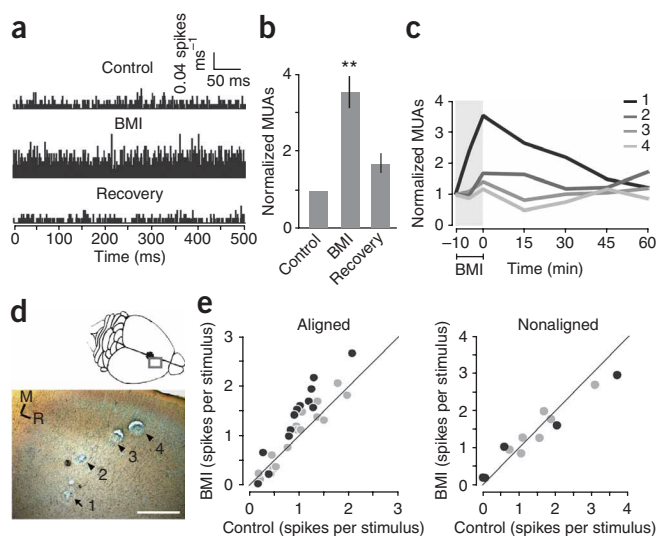 a
Control
0.04 spikes
ms−1
50 ms
BMI
Recovery
0 100 200 300 400 500
Time (ms)
b
Normalized MUAs
4
2
0
**
Control
BMI
Recovery
c
Normalized MUAs
4
3
2
1
0
1
2
3
4
−10 0 15 30 45 60
BMI
Time (min)
d
M
R
1
2
3
4
e
Aligned
BMI (spikes per stimulus)
3
2
1
0
0 1 2 3
Control (spikes per stimulus)
Nonaligned
BMI (spikes per stimulus)
4
3
2
1
0
0 1 2 3 4
Control (spikes per stimulus)